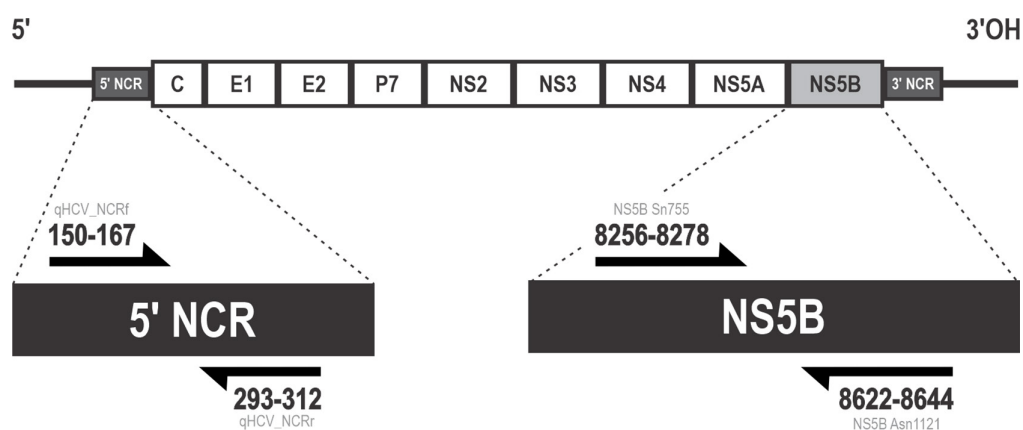 5' 3'OH
5' NCR C E1 E2 P7 NS2 NS3 NS4 NS5A NS5B 3' NCR
qHCV_NCRf
150-167
5' NCR
293-312
qHCV_NCRr
NS5B Sn755
8256-8278
NS5B
8622-8644
NS5B Asn1121